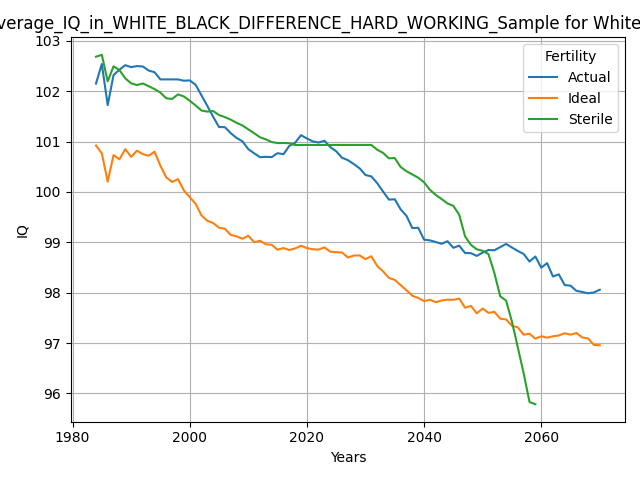 verage_IQ_in_WHITE_BLACK_DIFFERENCE_HARD_WORKING_Sample for White
103
102
101
100
99
98
97
96
IQ
1980
2000
2020
2040
2060
Years
Fertility
Actual
Ideal
Sterile